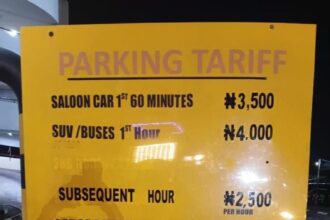 PARKING TARIFF
SALOON CAR 1ST 60 MINUTES ₦3,500
SUV /BUSES 1ST Hour ₦4.000
SUBSEQUENT HOUR ₦2,500
PER HOUR